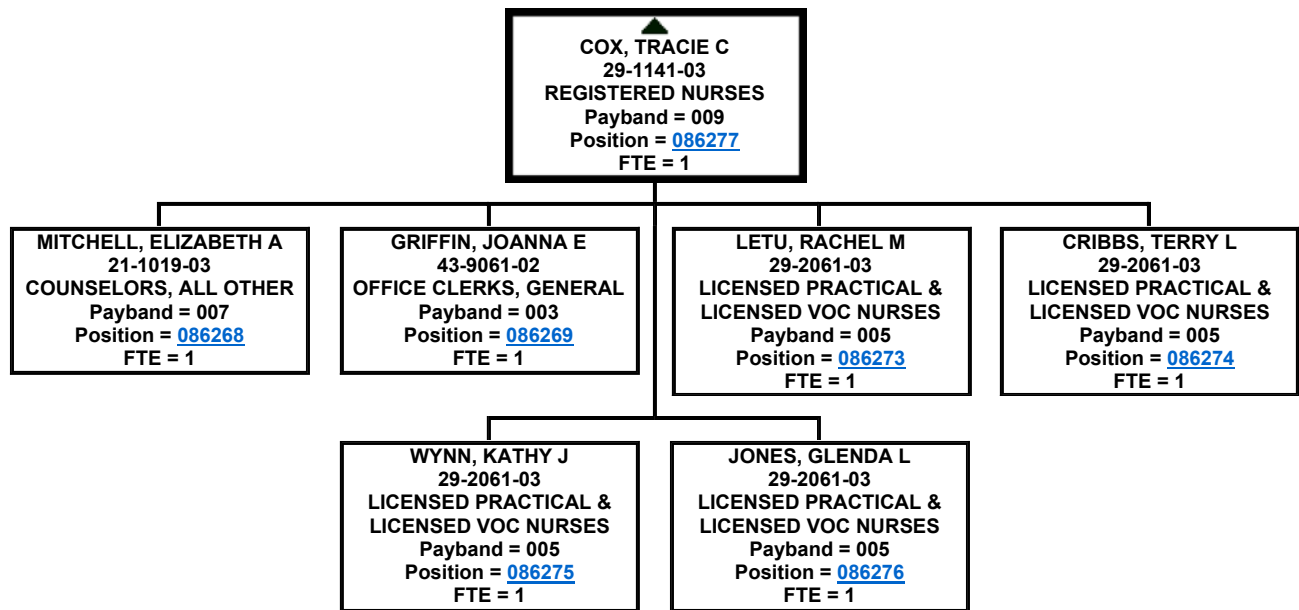 COX, TRACIE C
29-1141-03
REGISTERED NURSES
Payband = 009
Position = 086277
FTE = 1
MITCHELL, ELIZABETH A
21-1019-03
COUNSELORS, ALL OTHER
Payband = 007
Position = 086268
FTE = 1
GRIFFIN, JOANNA E
43-9061-02
OFFICE CLERKS, GENERAL
Payband = 003
Position = 086269
FTE = 1
LETU, RACHEL M
29-2061-03
LICENSED PRACTICAL &
LICENSED VOC NURSES
Payband = 005
Position = 086273
FTE = 1
CRIBBS, TERRY L
29-2061-03
LICENSED PRACTICAL &
LICENSED VOC NURSES
Payband = 005
Position = 086274
FTE = 1
WYNN, KATHY J
29-2061-03
LICENSED PRACTICAL &
LICENSED VOC NURSES
Payband = 005
Position = 086275
FTE = 1
JONES, GLENDA L
29-2061-03
LICENSED PRACTICAL &
LICENSED VOC NURSES
Payband = 005
Position = 086276
FTE = 1